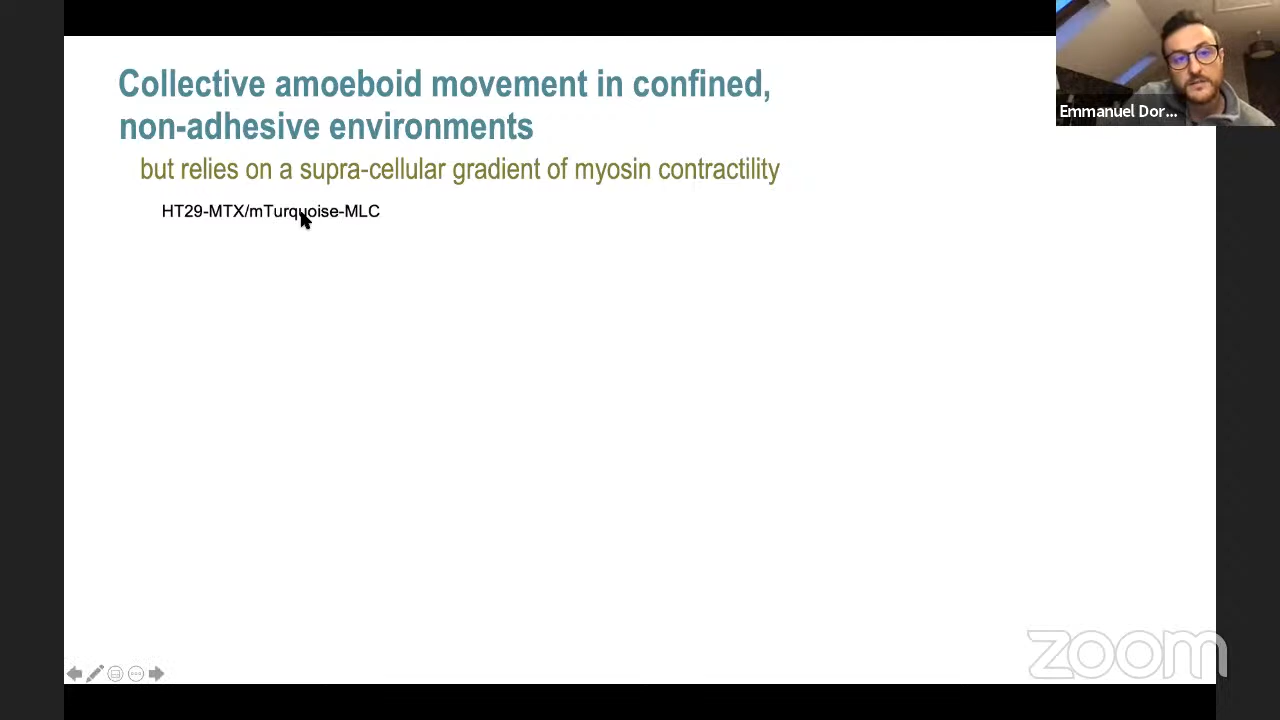 Collective amoeboid movement in confined,
non-adhesive environments
but relies on a supra-cellular gradient of myosin contractility
HT29-MTX/mTurquoise-MLC
Emmanuel Dor...
zoom